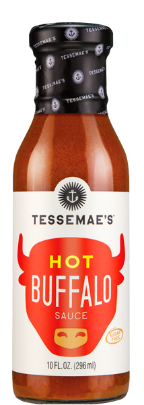 TESSEMAE'S
TESSEMAE'S
HOT
BUFFALO
SAUCE
10 FL. OZ. (296 ml)